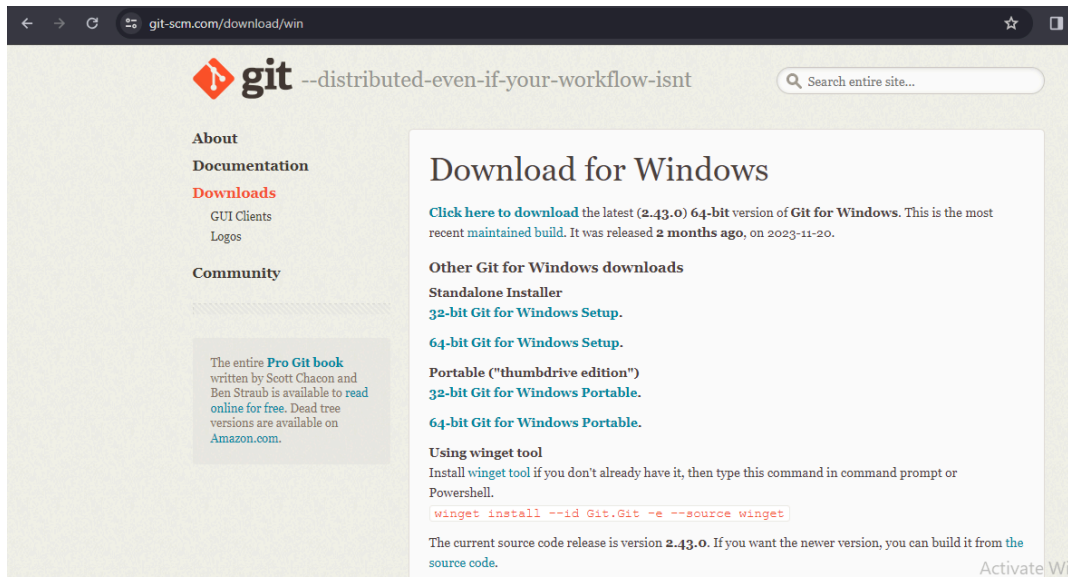 git-scm.com/download/win
git --distributed-even-if-your-workflow-isnt
Search entire site...
About
Documentation
Downloads
GUI Clients
Logos
Community
The entire Pro Git book
written by Scott Chacon and
Ben Straub is available to read
online for free. Dead tree
versions are available on
Amazon.com.
Download for Windows
Click here to download the latest (2.43.0) 64-bit version of Git for Windows. This is the most
recent maintained build. It was released 2 months ago, on 2023-11-20.
Other Git for Windows downloads
Standalone Installer
32-bit Git for Windows Setup.
64-bit Git for Windows Setup.
Portable ("thumbdrive edition")
32-bit Git for Windows Portable.
64-bit Git for Windows Portable.
Using winget tool
Install winget tool if you don't already have it, then type this command in command prompt or
Powershell.
winget install --id Git.Git -e --source winget
The current source code release is version 2.43.0. If you want the newer version, you can build it from the
source code.
Activate Wi